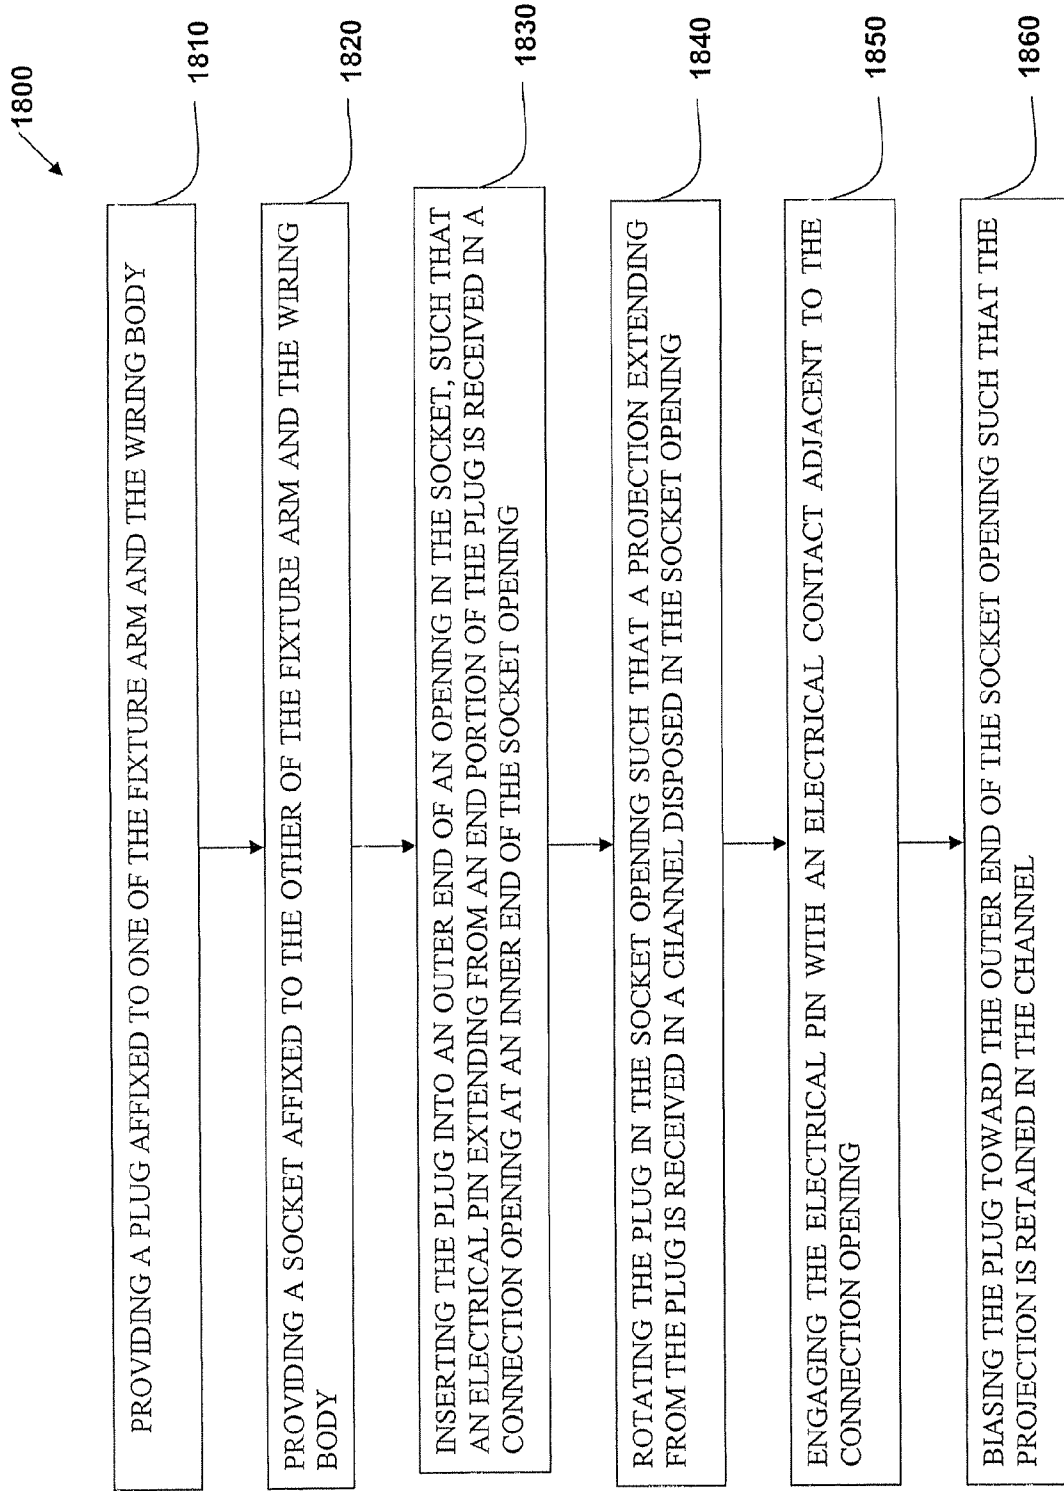 1800
PROVIDING A PLUG AFFIXED TO ONE OF THE FIXTURE ARM AND THE WIRING BODY
1810
PROVIDING A SOCKET AFFIXED TO THE OTHER OF THE FIXTURE ARM AND THE WIRING
BODY
1820
INSERTING THE PLUG INTO AN OUTER END OF AN OPENING IN THE SOCKET, SUCH THAT
AN ELECTRICAL PIN EXTENDING FROM AN END PORTION OF THE PLUG IS RECEIVED IN A
CONNECTION OPENING AT AN INNER END OF THE SOCKET OPENING
1830
ROTATING THE PLUG IN THE SOCKET OPENING SUCH THAT A PROJECTION EXTENDING
FROM THE PLUG IS RECEIVED IN A CHANNEL DISPOSED IN THE SOCKET OPENING
1840
ENGAGING THE ELECTRICAL PIN WITH AN ELECTRICAL CONTACT ADJACENT TO THE
CONNECTION OPENING
1850
BIASING THE PLUG TOWARD THE OUTER END OF THE SOCKET OPENING SUCH THAT THE
PROJECTION IS RETAINED IN THE CHANNEL
1860